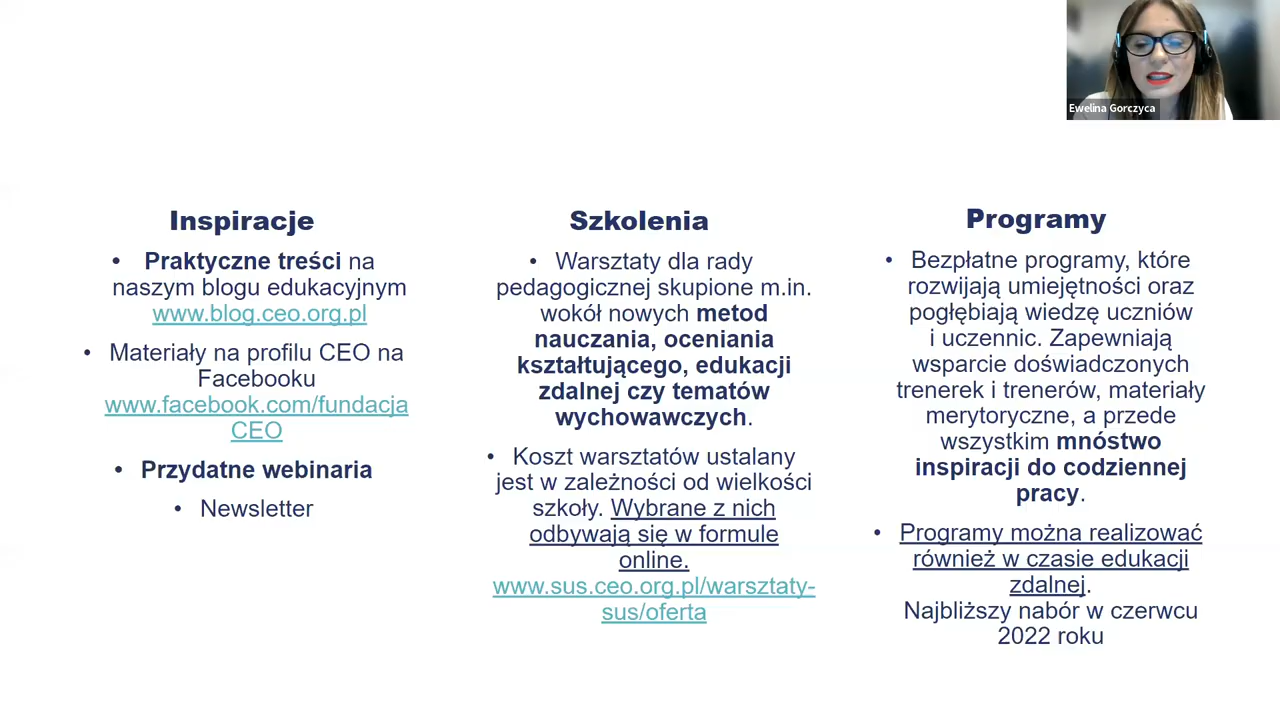 Ewelina Gorczyca
Inspiracje
• Praktyczne treści na
naszym blogu edukacyjnym
www.blog.ceo.org.pl
• Materiały na profilu CEO na
Facebooku
www.facebook.com/fundacja
CEO
• Przydatne webinaria
• Newsletter
Szkolenia
• Warsztaty dla rady
pedagogicznej skupione m.in.
wokół nowych metod
nauczania, oceniania
kształtującego, edukacji
zdalnej czy tematów
wychowawczych.
• Koszt warsztatów ustalany
jest w zależności od wielkości
szkoły. Wybrane z nich
odbywają się w formule
online.
www.sus.ceo.org.pl/warsztaty-
sus/oferta
Programy
• Bezpłatne programy, które
rozwijają umiejętności oraz
pogłębiają wiedzę uczniów
i uczennic. Zapewniają
wsparcie doświadczonych
trenerek i trenerów, materiały
merytoryczne, a przede
wszystkim mnóstwo
inspiracji do codziennej
pracy.
• Programy można realizować
również w czasie edukacji
zdalnej.
Najbliższy nabór w czerwcu
2022 roku